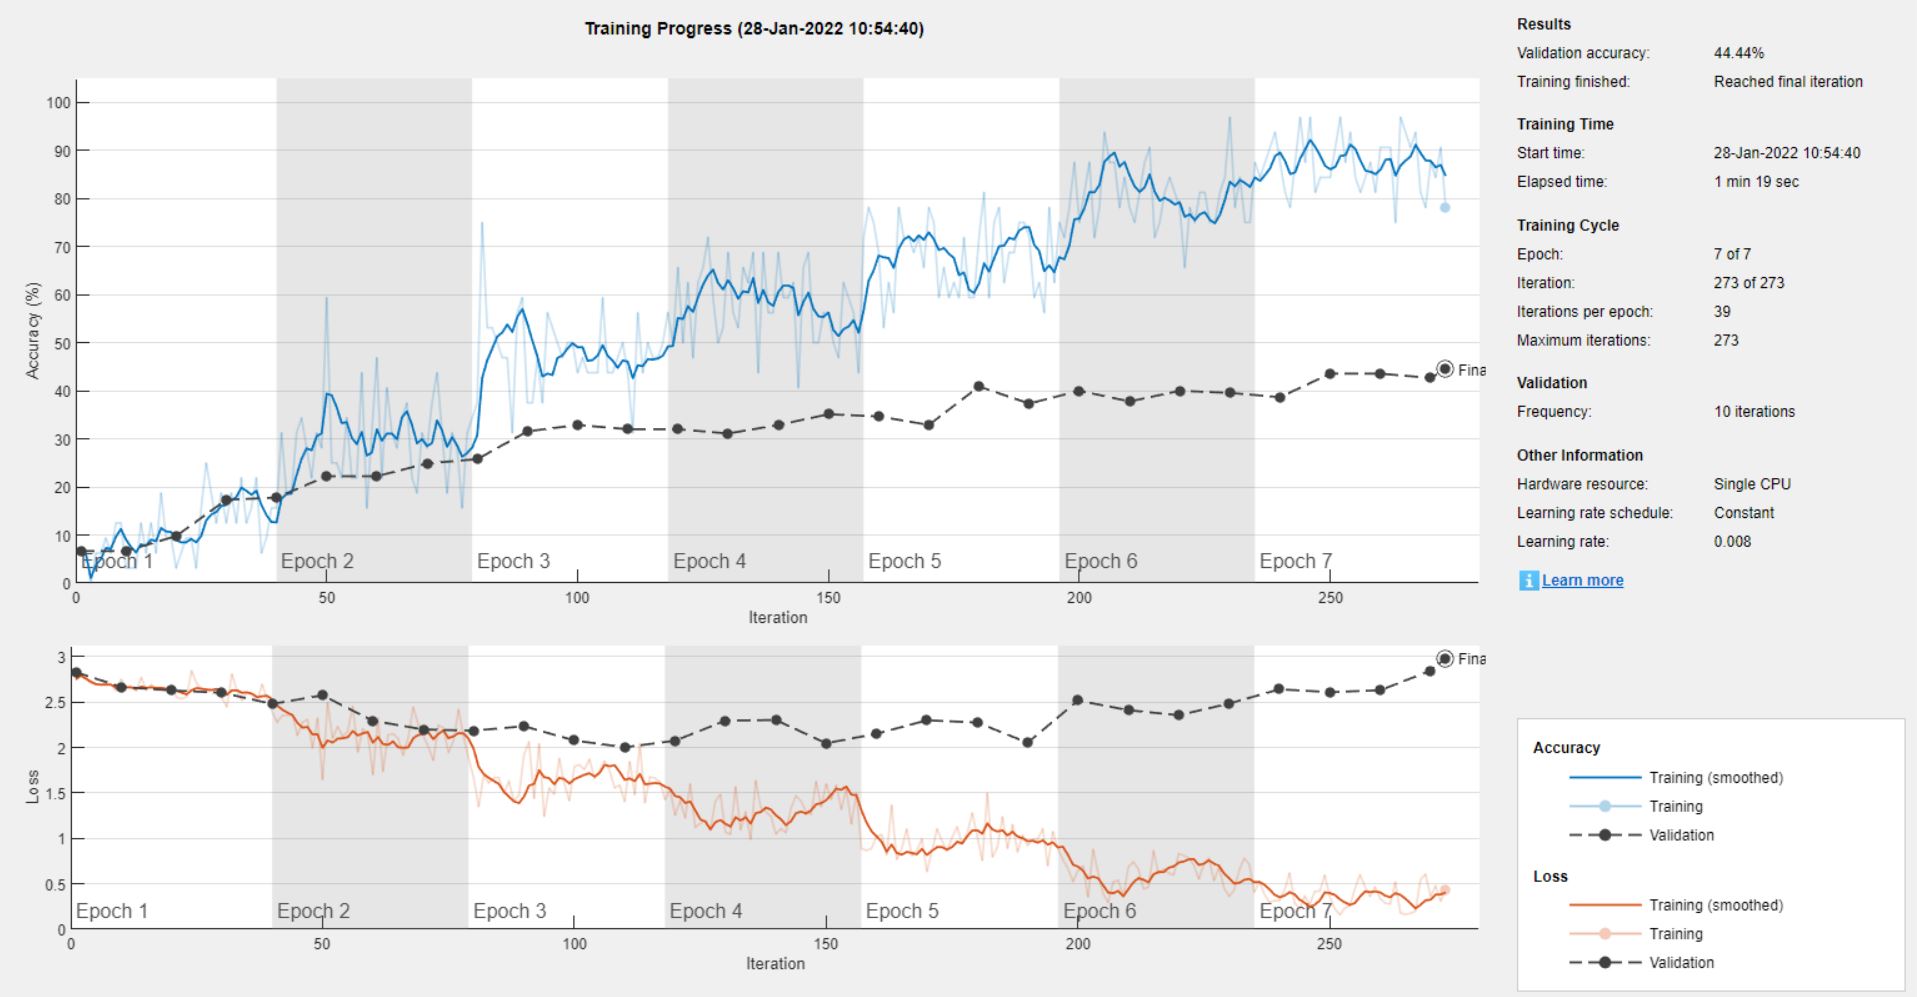 Training Progress (28-Jan-2022 10:54:40)
100
90
80
70
60
50
40
30
20
10
0
Accuracy (%)
Fina
Epoch 1 Epoch 2 Epoch 3 Epoch 4 Epoch 5 Epoch 6 Epoch 7
0 50 100 150 200 250
Iteration
3
2.5
2
1.5
1
0.5
0
Loss
Fina
Epoch 1 Epoch 2 Epoch 3 Epoch 4 Epoch 5 Epoch 6 Epoch 7
0 50 100 150 200 250
Iteration
Results
Validation accuracy: 44.44%
Training finished: Reached final iteration
Training Time
Start time: 28-Jan-2022 10:54:40
Elapsed time: 1 min 19 sec
Training Cycle
Epoch: 7 of 7
Iteration: 273 of 273
Iterations per epoch: 39
Maximum iterations: 273
Validation
Frequency: 10 iterations
Other Information
Hardware resource: Single CPU
Learning rate schedule: Constant
Learning rate: 0.008
i Learn more
Accuracy
Training (smoothed)
Training
Validation
Loss
Training (smoothed)
Training
Validation